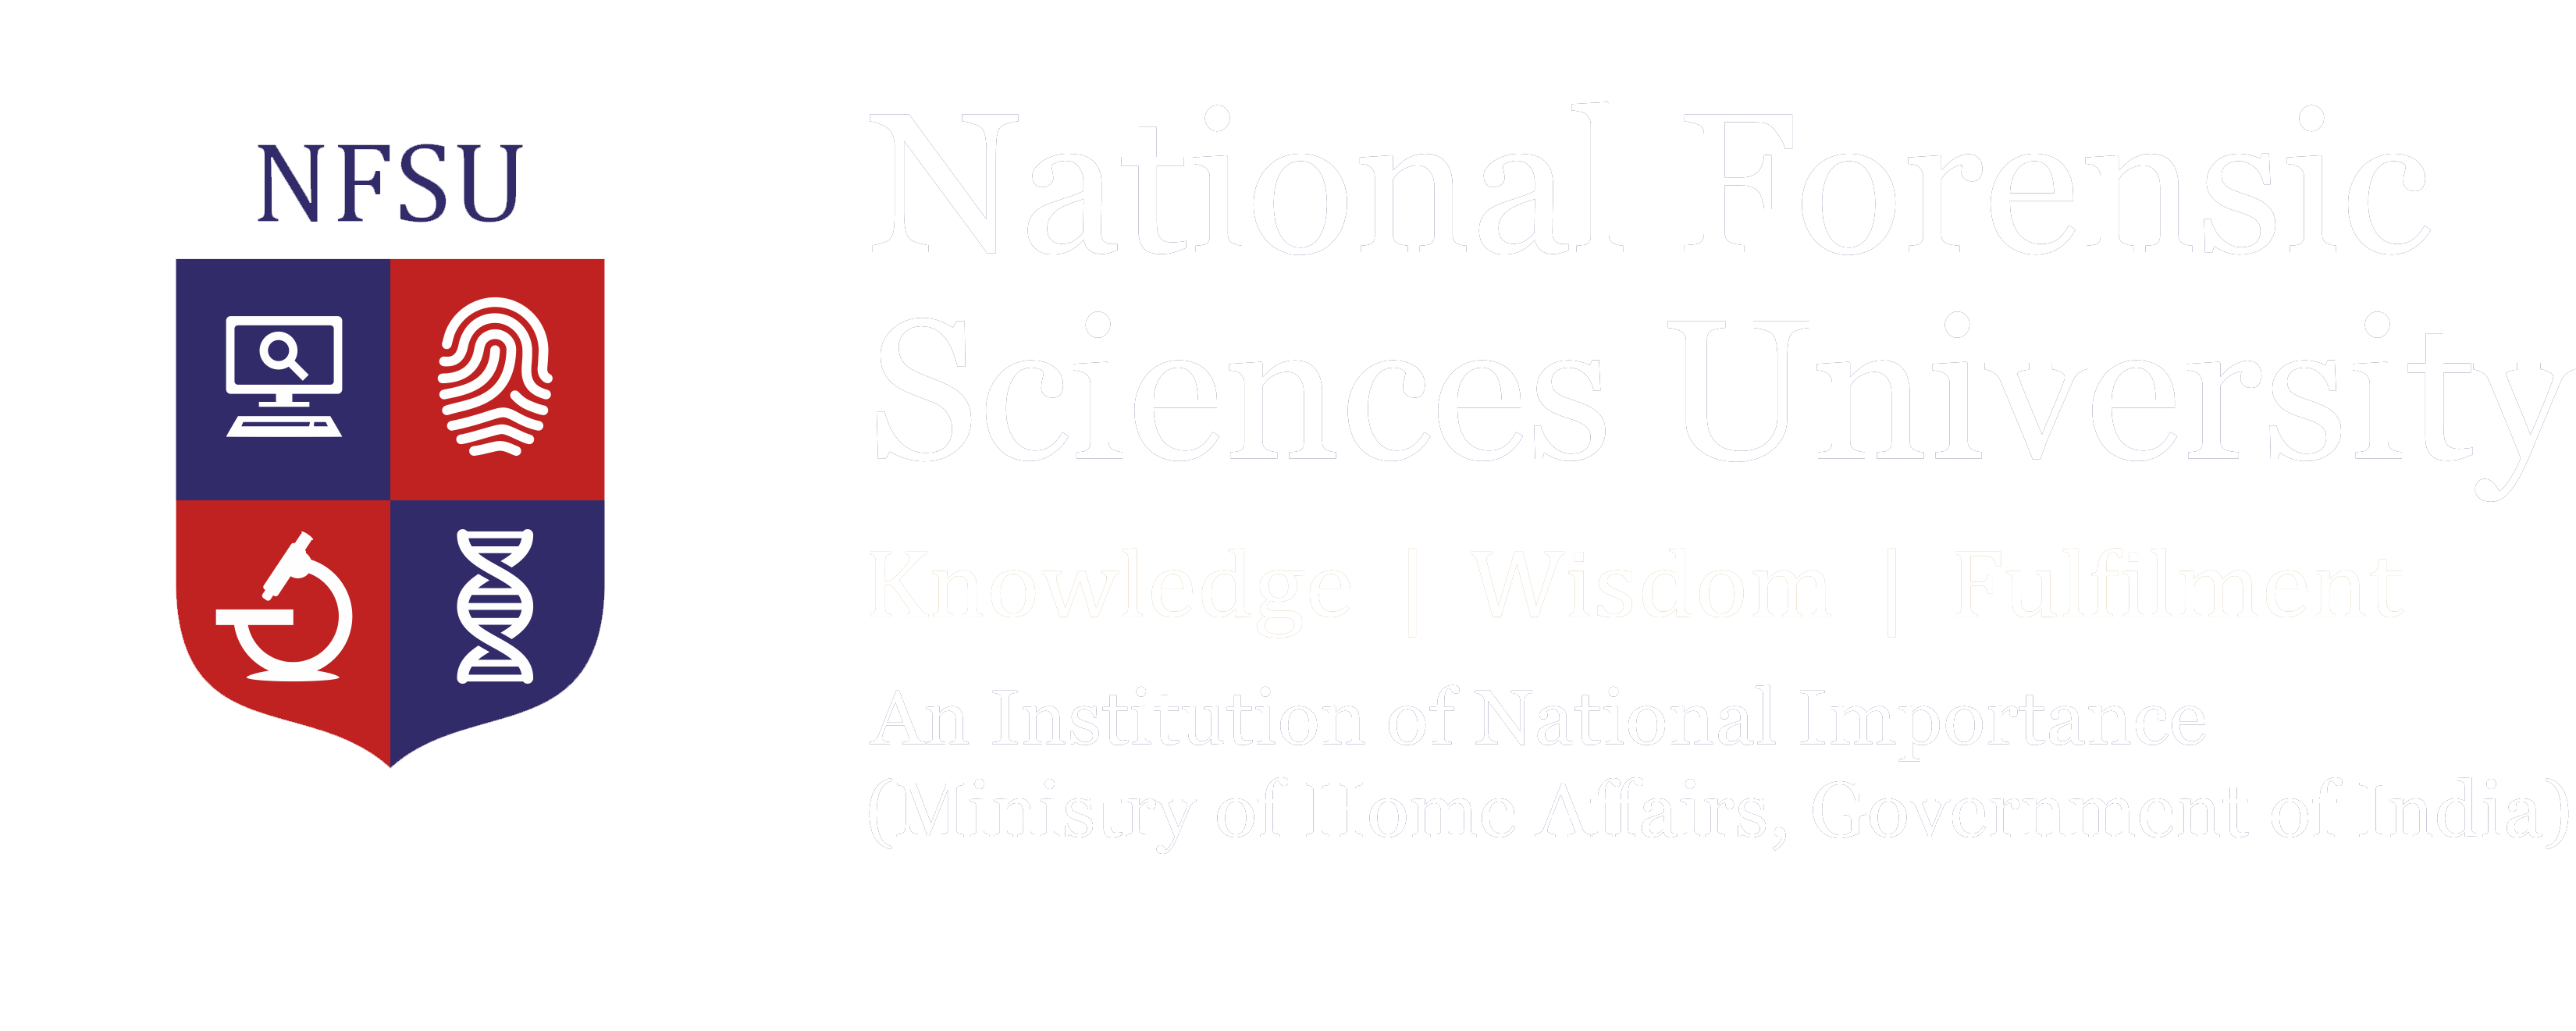 NFSU
National Forensic
Sciences University
Knowledge | Wisdom | Fulfilment
An Institution of National Importance
(Ministry of Home Affairs, Government of India)